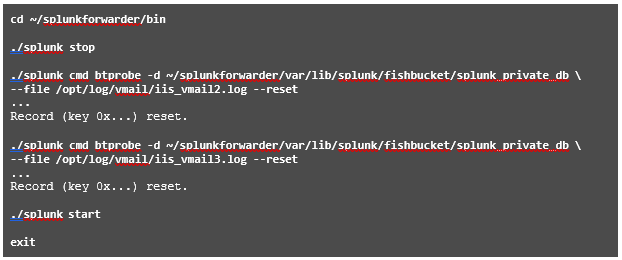 cd ~/splunkforwarder/bin
./splunk stop
./splunk cmd btprobe -d ~/splunkforwarder/var/lib/splunk/fishbucket/splunk_private_db \
--file /opt/log/vmail/iis_vmail2.log --reset
...
Record (key 0x...) reset.
./splunk cmd btprobe -d ~/splunkforwarder/var/lib/splunk/fishbucket/splunk_private_db \
--file /opt/log/vmail/iis_vmail3.log --reset
...
Record (key 0x...) reset.
./splunk start
exit